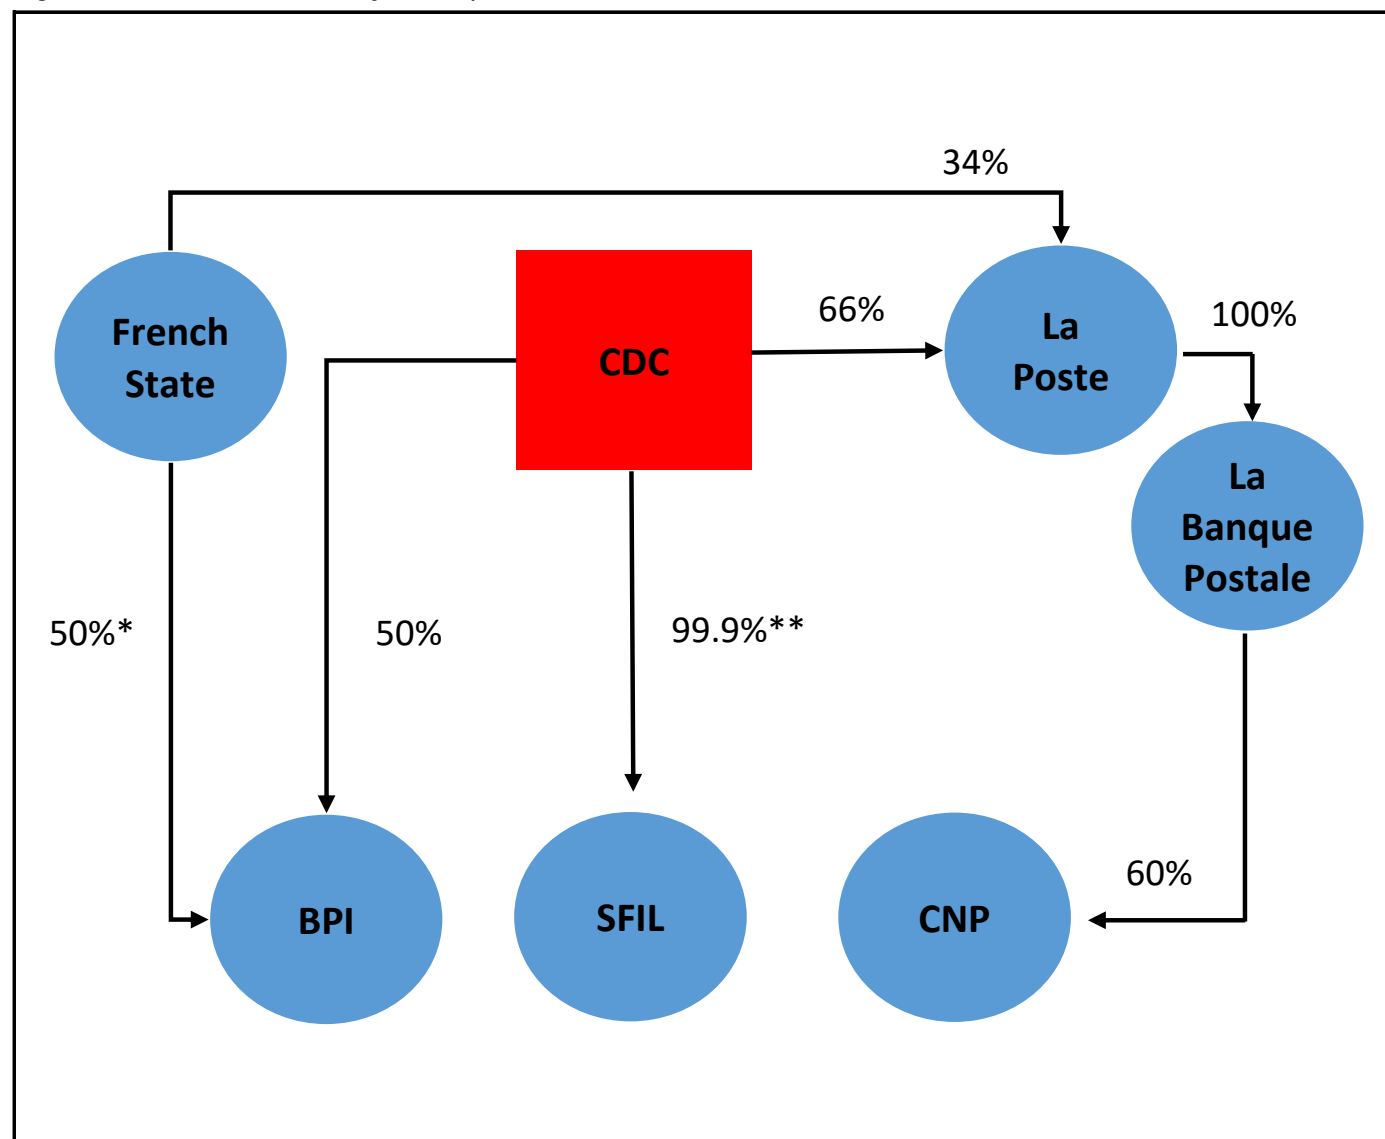 34%
French
State
CDC
66%
La
Poste
100%
La
Banque
Postale
50%*
50%
99.9%**
60%
BPI
SFIL
CNP